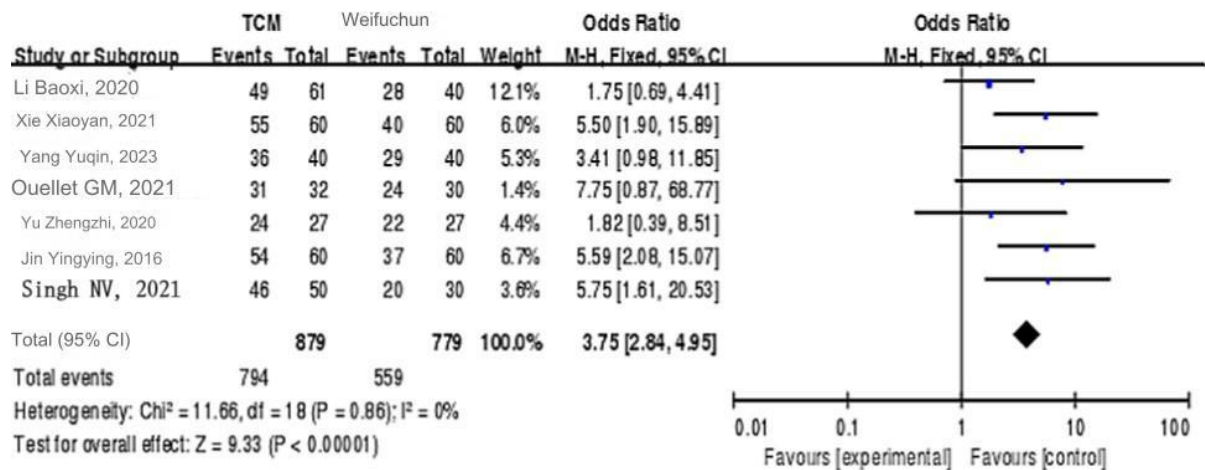 TCM Weifuchun Odds Ratio Odds Ratio
Study or Subgroup Events Total Events Total Weight M-H, Fixed, 95% CI M-H, Fixed, 95% CI
Li Baoxi, 2020 49 61 28 40 12.1% 1.75 [0.69, 4.41]
Xie Xiaoyan, 2021 55 60 40 60 6.0% 5.50 [1.90, 15.89]
Yang Yuqin, 2023 36 40 29 40 5.3% 3.41 [0.98, 11.85]
Ouellet GM, 2021 31 32 24 30 1.4% 7.75 [0.87, 68.77]
Yu Zhengzhi, 2020 24 27 22 27 4.4% 1.82 [0.39, 8.51]
Jin Yingying, 2016 54 60 37 60 6.7% 5.59 [2.08, 15.07]
Singh NV, 2021 46 50 20 30 3.6% 5.75 [1.61, 20.53]
Total (95% CI) 879 779 100.0% 3.75 [2.84, 4.95]
Total events 794 559
Heterogeneity: Chi² = 11.66, df = 18 (P = 0.86); I² = 0%
Test for overall effect: Z = 9.33 (P < 0.00001)
0.01 0.1 1 10 100
Favours [experimental] Favours [control]